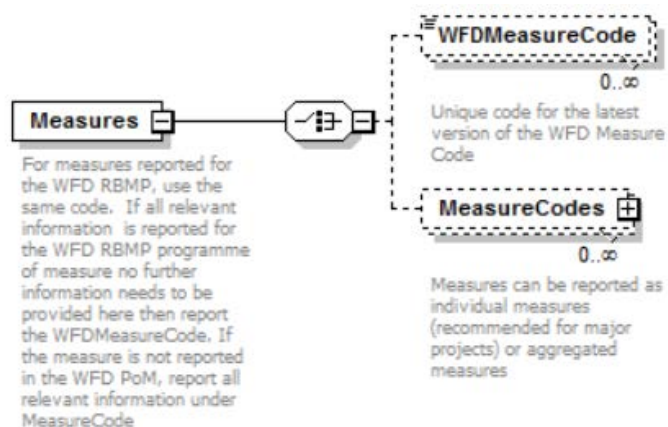 WFDMeasureCode
0..∞
Unique code for the latest
version of the WFD Measure
Code
Measures
For measures reported for
the WFD RBMP, use the
same code. If all relevant
information is reported for
the WFD RBMP programme
of measure no further
information needs to be
provided here then report
the WFDMeasureCode. If
the measure is not reported
in the WFD PoM, report all
relevant information under
MeasureCode
MeasureCodes
0..∞
Measures can be reported as
individual measures
(recommended for major
projects) or aggregated
measures